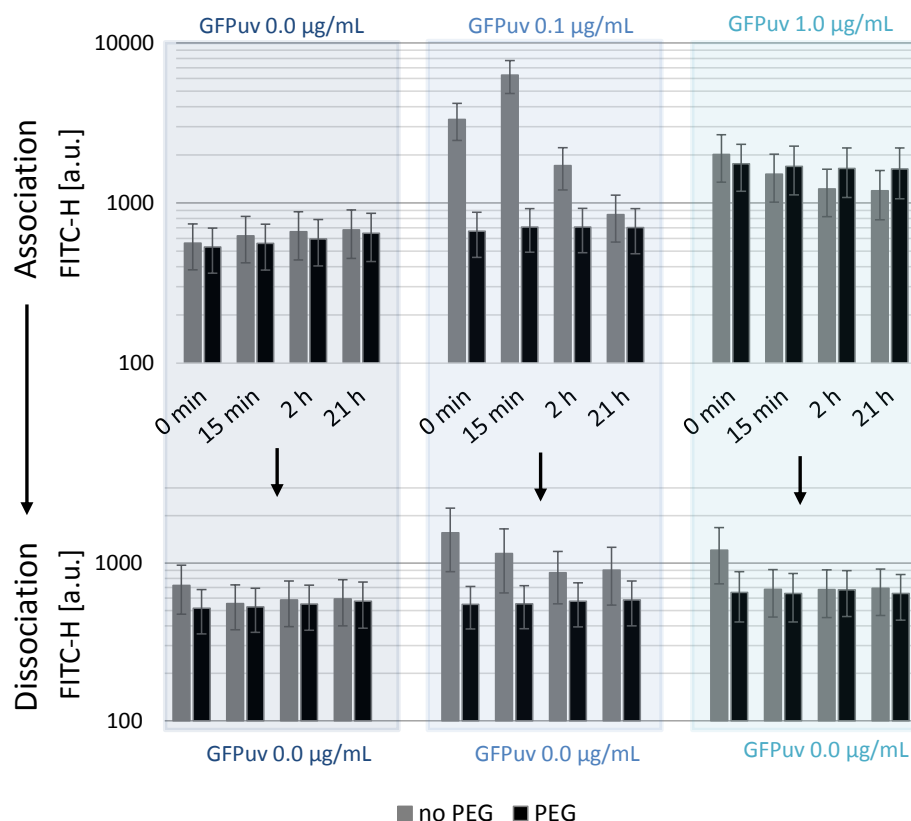 GFPuv 0.0 µg/mL
GFPuv 0.1 µg/mL
GFPuv 1.0 µg/mL
Association
FITC-H [a.u.]
10000
1000
100
0 min
15 min
2 h
21 h
0 min
15 min
2 h
21 h
0 min
15 min
2 h
21 h
Dissociation
FITC-H [a.u.]
1000
100
GFPuv 0.0 µg/mL
GFPuv 0.0 µg/mL
GFPuv 0.0 µg/mL
no PEG
PEG